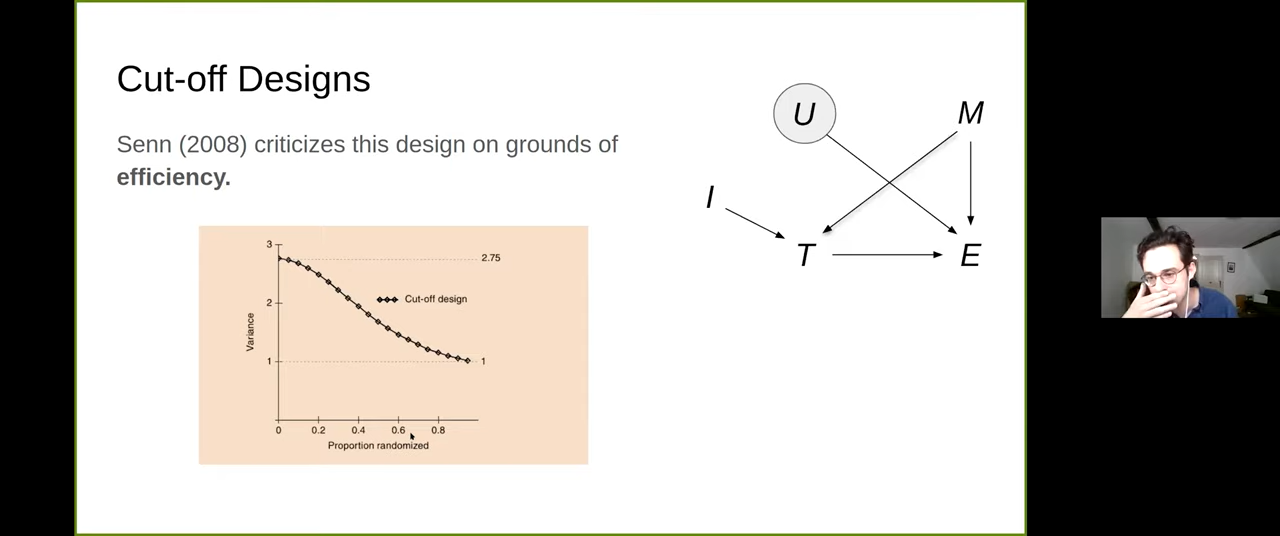 Cut-off Designs
Senn (2008) criticizes this design on grounds of
efficiency.
3
2.75
2
Cut-off design
Variance
1
1
0 0.2 0.4 0.6 0.8
Proportion randomized
U
M
I
T
E